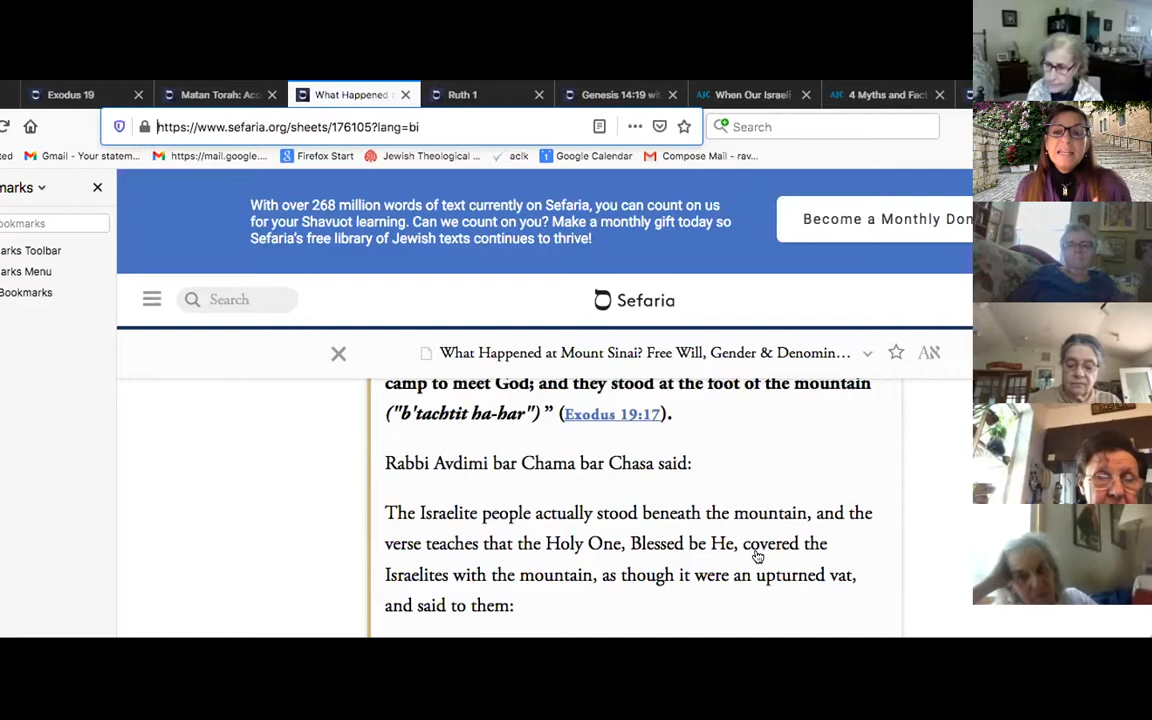 Exodus 19
Matan Torah: Acc
What Happened
Ruth 1
Genesis 14:19 wi
When Our Israeli
4 Myths and Fact
https://www.sefaria.org/sheets/176105?lang=bi
Search
Gmail - Your statem...
https://mail.google....
Firefox Start
Jewish Theological ...
aclk
Google Calendar
Compose Mail - rav...
marks
ookmarks
arks Toolbar
arks Menu
Bookmarks
With over 268 million words of text currently on Sefaria, you can count on us
for your Shavuot learning. Can we count on you? Make a monthly gift today so
Sefaria's free library of Jewish texts continues to thrive!
Become a Monthly Don
Search
Sefaria
What Happened at Mount Sinai? Free Will, Gender & Denomin...
Aא
camp to meet God; and they stood at the foot of the mountain
("b'tachtit ha-har") ” (Exodus 19:17).
Rabbi Avdimi bar Chama bar Chasa said:
The Israelite people actually stood beneath the mountain, and the
verse teaches that the Holy One, Blessed be He, covered the
Israelites with the mountain, as though it were an upturned vat,
and said to them: